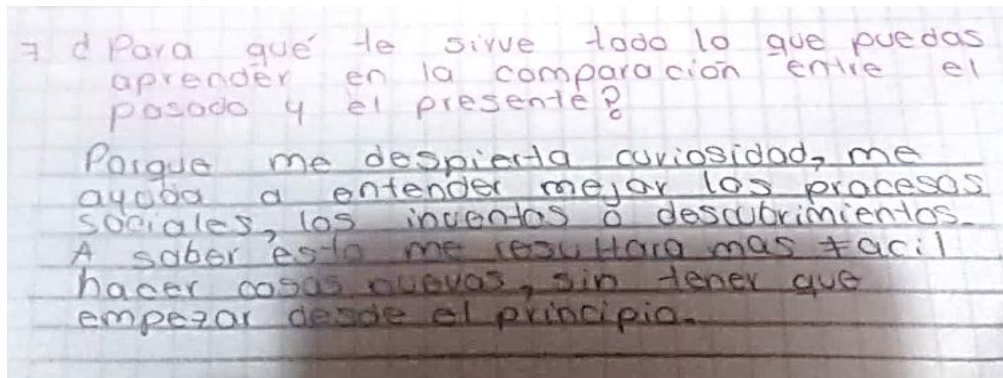 7 ¿ Para qué te sirve todo lo que puedas
aprender en la comparación entre el
pasado y el presente?
Porque me despierta curiosidad, me
ayuda a entender mejor los procesos
sociales, los inventos o descubrimientos.
A saber esto me resultara mas facil
hacer cosas nuevas, sin tener que
empezar desde el principio.